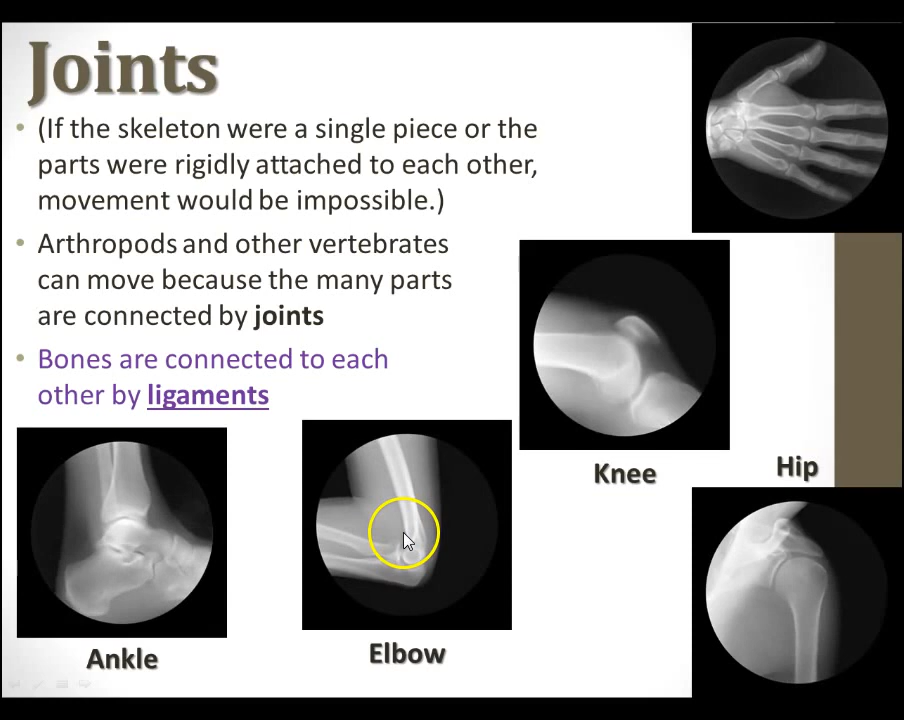 Joints
• (If the skeleton were a single piece or the
parts were rigidly attached to each other,
movement would be impossible.)
• Arthropods and other vertebrates
can move because the many parts
are connected by joints
• Bones are connected to each
other by ligaments
Knee
Hip
Ankle
Elbow